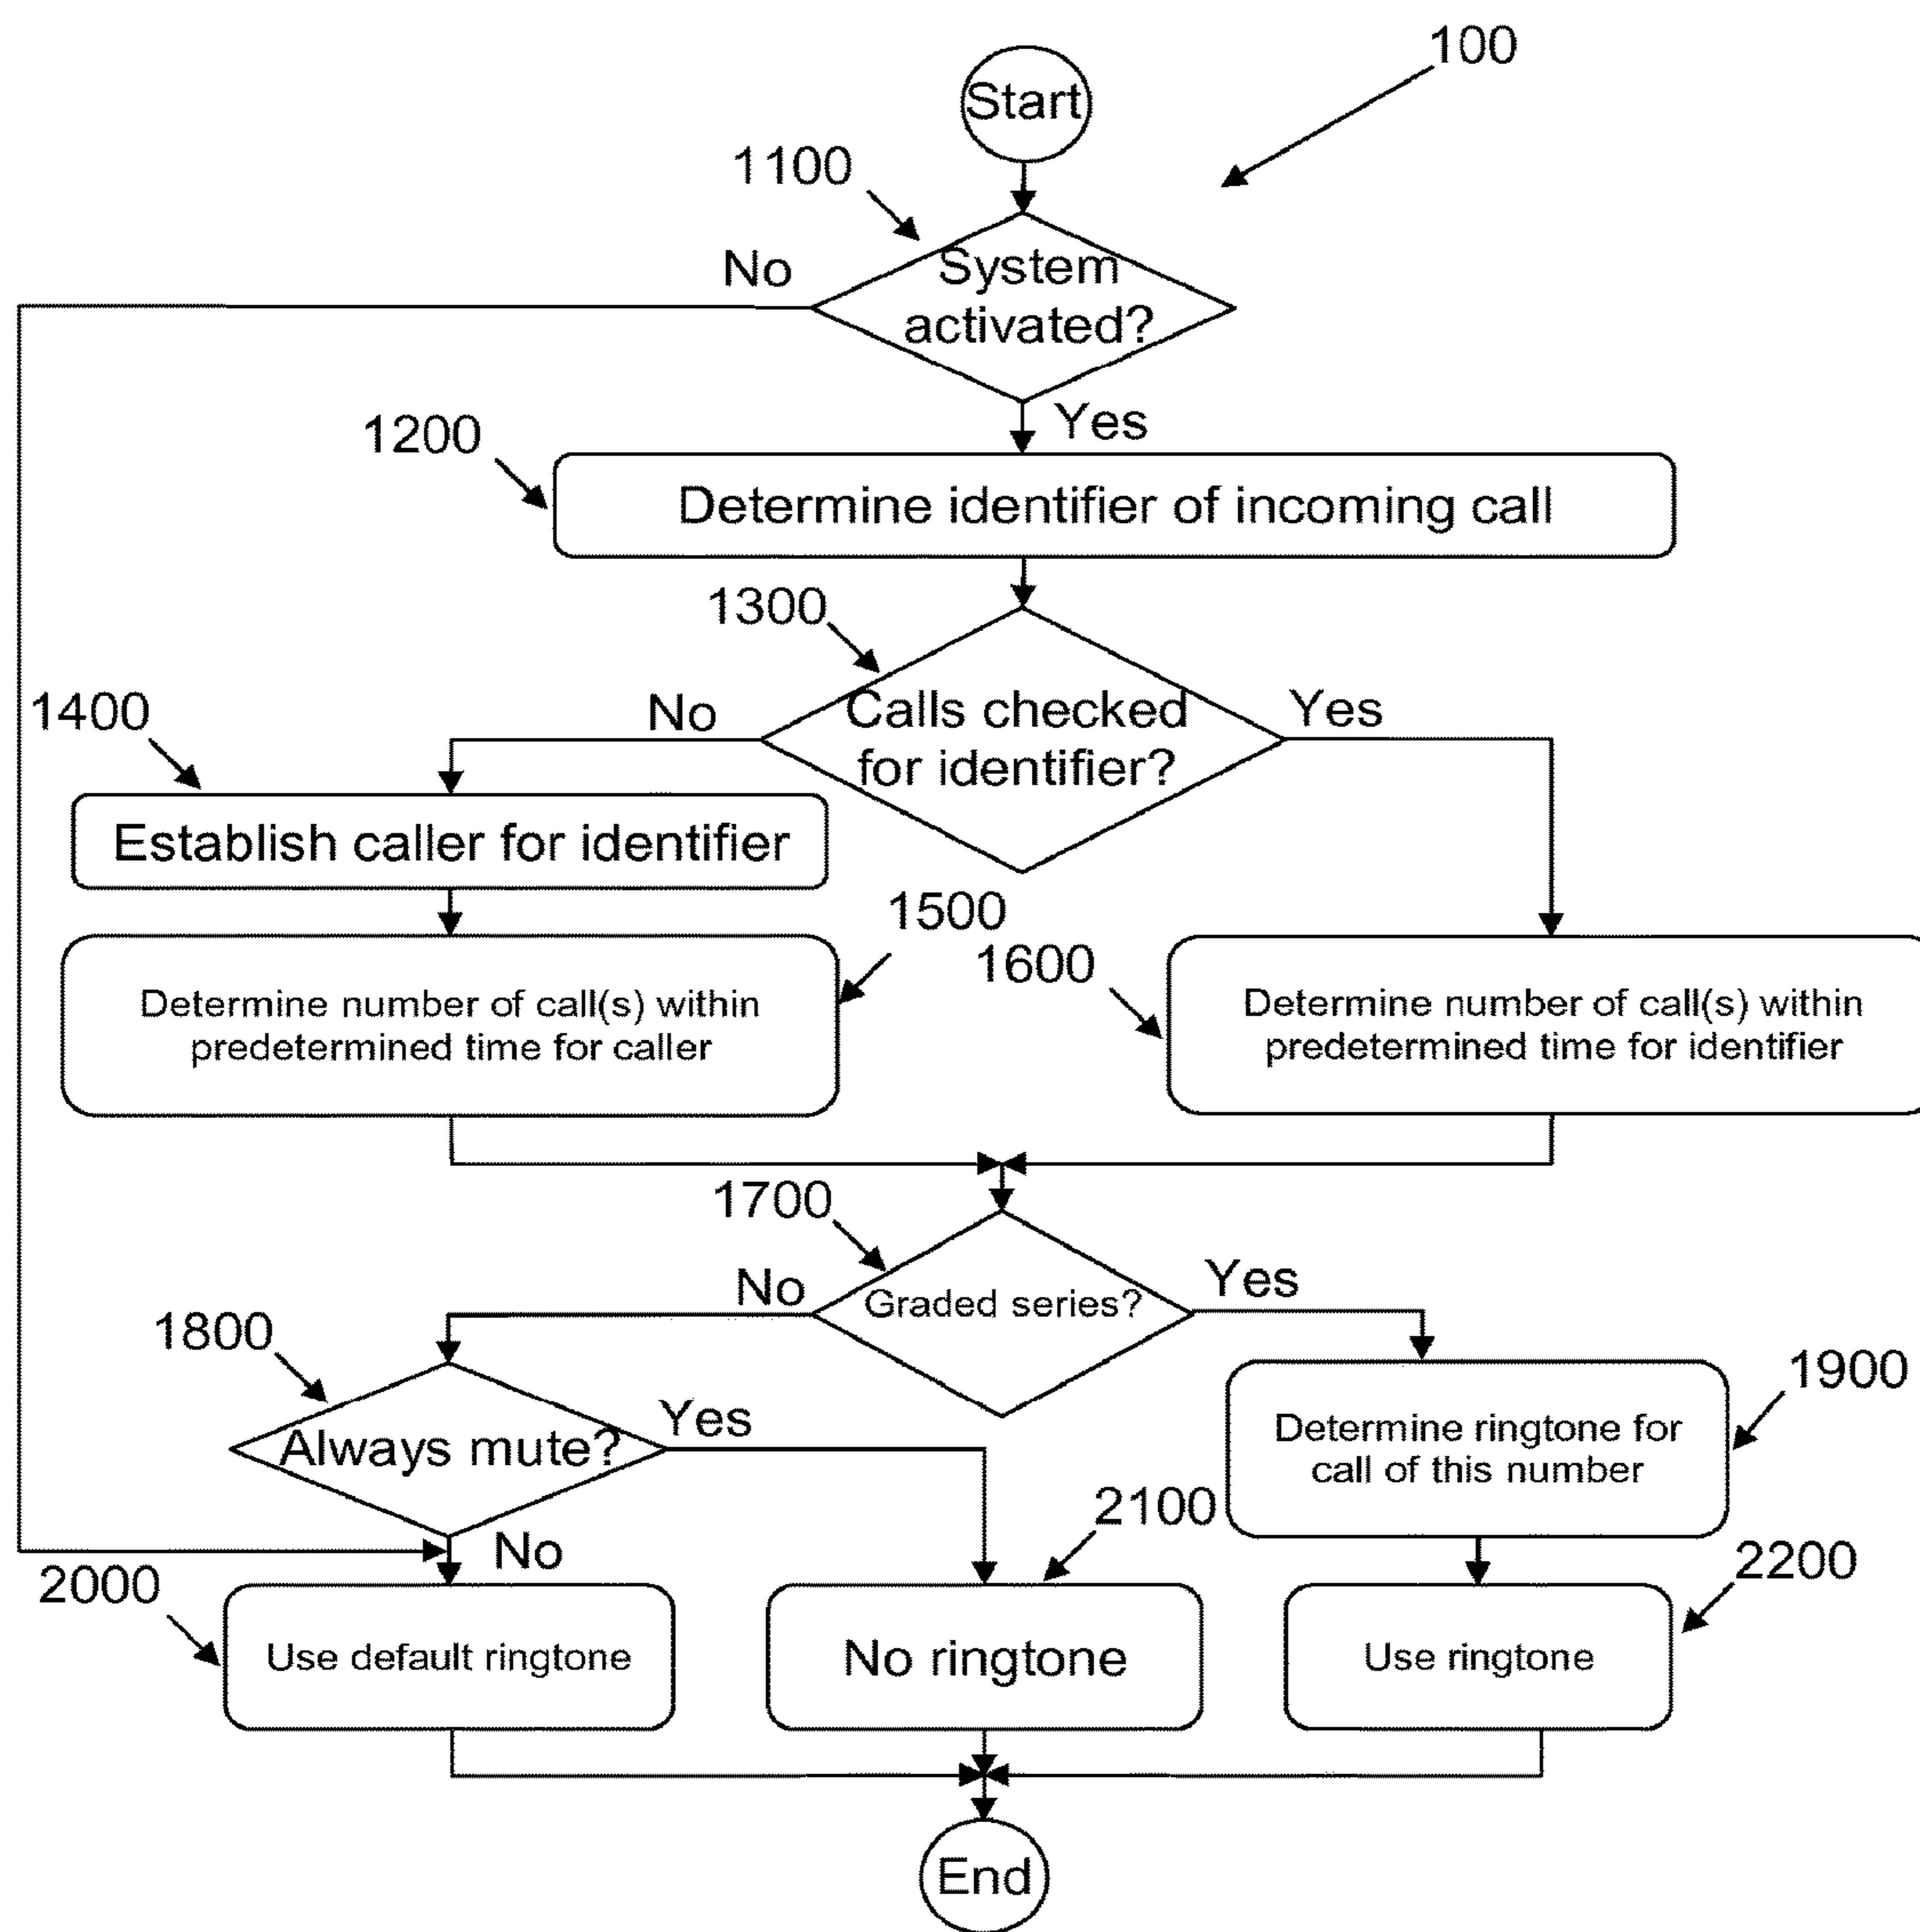 100
Start
1100
No
System
activated?
Yes
1200
Determine identifier of incoming call
1300
No
Calls checked
for identifier?
Yes
1400
Establish caller for identifier
1500
1600
Determine number of call(s) within
predetermined time for caller
Determine number of call(s) within
predetermined time for identifier
1700
No
Graded series?
Yes
1800
Always mute?
Yes
1900
Determine ringtone for
call of this number
2100
No
2000
2200
Use default ringtone
No ringtone
Use ringtone
End